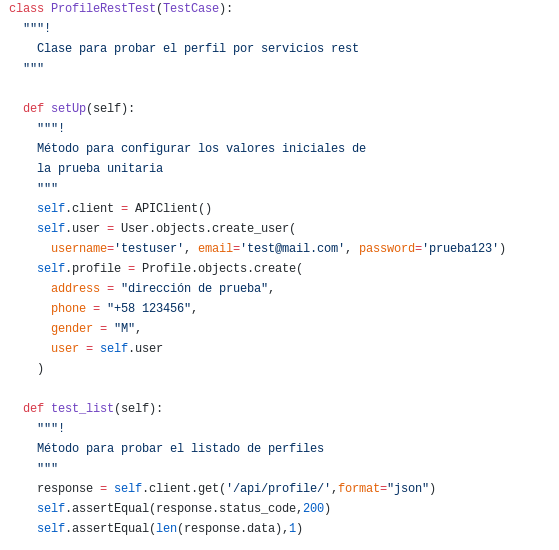 class ProfileRestTest(TestCase):
  """!
    Clase para probar el perfil por servicios rest
  """

  def setUp(self):
    """!
    Método para configurar los valores iniciales de
    la prueba unitaria
    """
    self.client = APIClient()
    self.user = User.objects.create_user(
      username='testuser', email='test@mail.com', password='prueba123')
    self.profile = Profile.objects.create(
      address = "dirección de prueba",
      phone = "+58 123456",
      gender = "M",
      user = self.user
    )

  def test_list(self):
    """!
    Método para probar el listado de perfiles
    """
    response = self.client.get('/api/profile/',format="json")
    self.assertEqual(response.status_code,200)
    self.assertEqual(len(response.data),1)